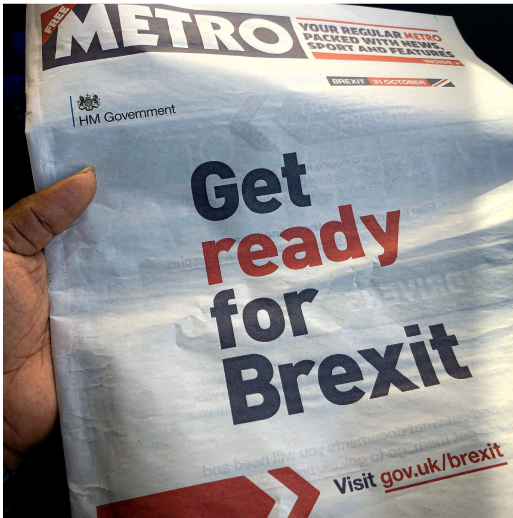 FREE
METRO
YOUR REGULAR METRO
PACKED WITH NEWS,
SPORT AND FEATURES
INSIDE
BREXIT 31 OCTOBER
HM Government
Get
ready
for
Brexit
Visit gov.uk/brexit